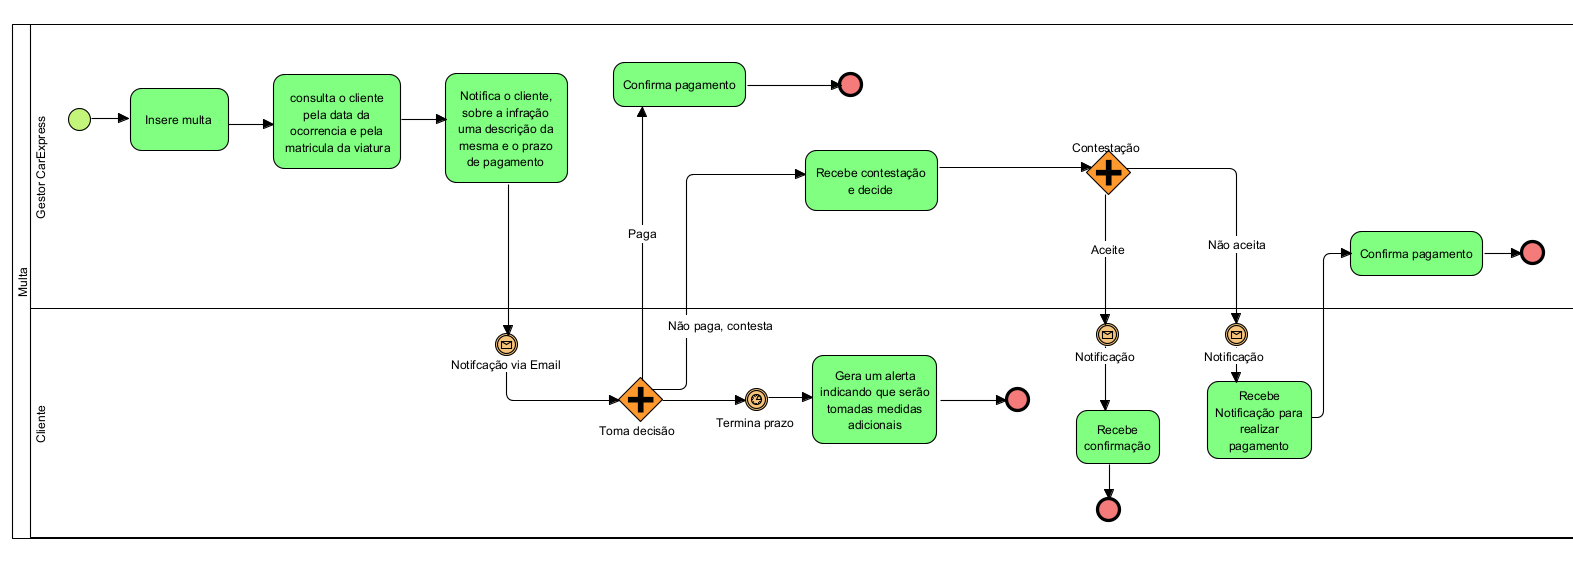 Multa
Gestor CarExpress
Insere multa
consulta o cliente
pela data da
ocorrencia e pela
matricula da viatura
Notifica o cliente,
sobre a infração
uma descrição da
mesma e o prazo
de pagamento
Confirma pagamento
Paga
Recebe contestação
e decide
Contestação
Aceite
Não aceita
Confirma pagamento
Cliente
Notifcação via Email
Não paga, contesta
Toma decisão
Termina prazo
Gera um alerta
indicando que serão
tomadas medidas
adicionais
Notificação
Recebe
confirmação
Notificação
Recebe
Notificação para
realizar
pagamento